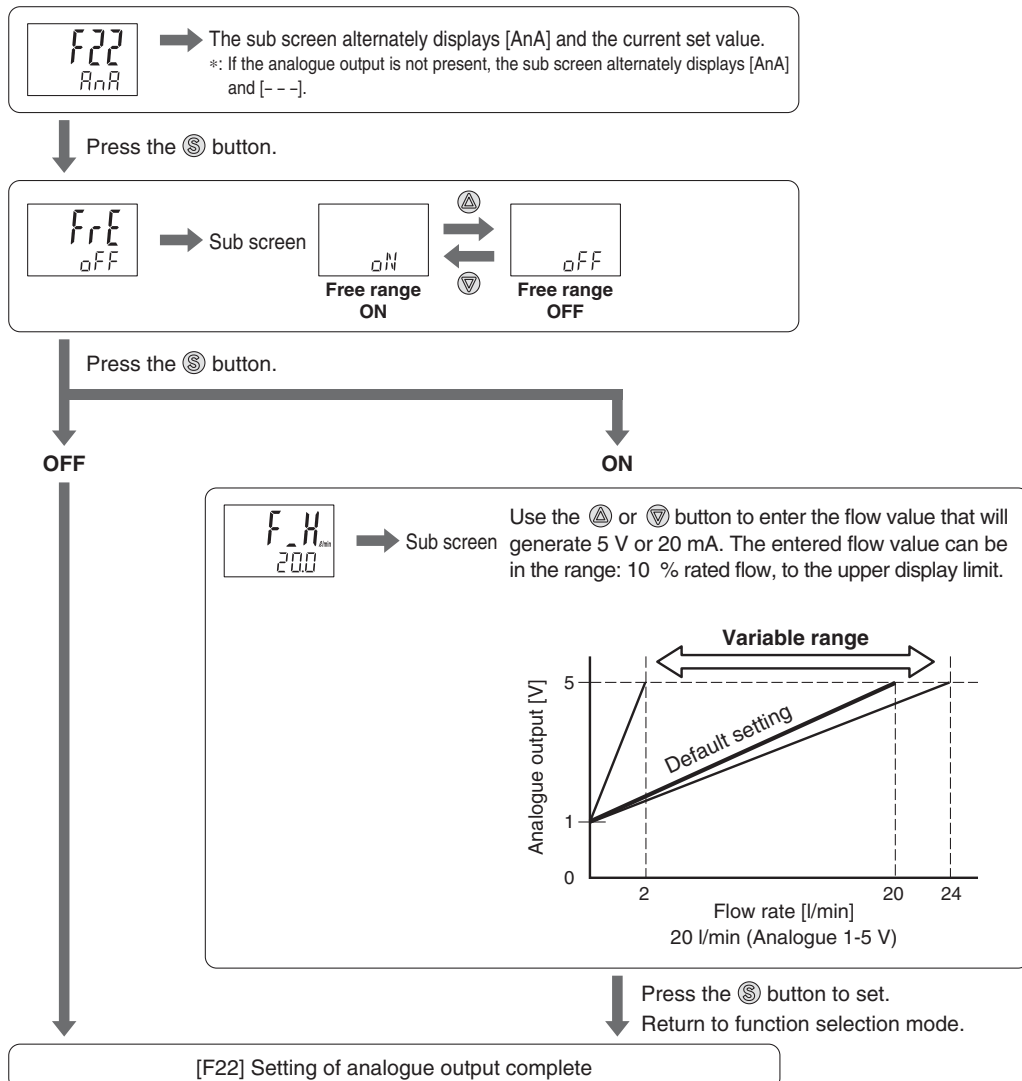 F22
AnA
The sub screen alternately displays [AnA] and the current set value.
*: If the analogue output is not present, the sub screen alternately displays [AnA]
and [– – –].
Press the Ⓢ button.
FrE
oFF
Sub screen
oN
Free range
ON
oFF
Free range
OFF
Press the Ⓢ button.
OFF
ON
F_H l/min
20.0
Sub screen
Use the △ or ▽ button to enter the flow value that will
generate 5 V or 20 mA. The entered flow value can be
in the range: 10 % rated flow, to the upper display limit.
Variable range
Analogue output [V]
5
1
0
Default setting
2
20
24
Flow rate [l/min]
20 l/min (Analogue 1-5 V)
Press the Ⓢ button to set.
Return to function selection mode.
[F22] Setting of analogue output complete